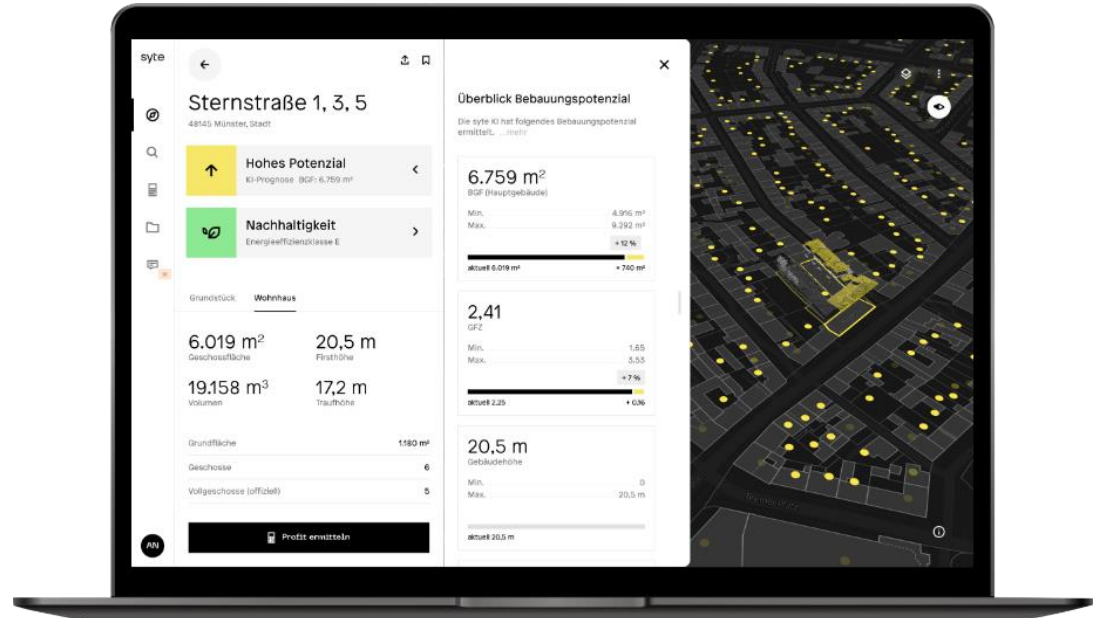 syte
Sternstraße 1, 3, 5
48145 Münster, Stadt
Hohes Potenzial
KI-Prognose BGF: 6.759 m²
Nachhaltigkeit
Energieeffizienzklasse E
Grundstück Wohnhaus
6.019 m² 20,5 m
Geschossfläche Firsthöhe
19.158 m³ 17,2 m
Volumen Traufhöhe
Grundfläche 1.180 m²
Geschosse 6
Vollgeschosse (offiziell) 5
Profit ermitteln
AN
Überblick Bebauungspotenzial
Die syte KI hat folgendes Bebauungspotenzial
ermittelt. ...mehr
6.759 m²
BGF (Hauptgebäude)
Min. 4.916 m²
Max. 9.292 m²
+ 12 %
aktuell 6.019 m² + 740 m²
2,41
GFZ
Min. 1,65
Max. 3,53
+ 7 %
aktuell 2,25 + 0,16
20,5 m
Gebäudehöhe
Min. 0
Max. 20,5 m
aktuell 20,5 m